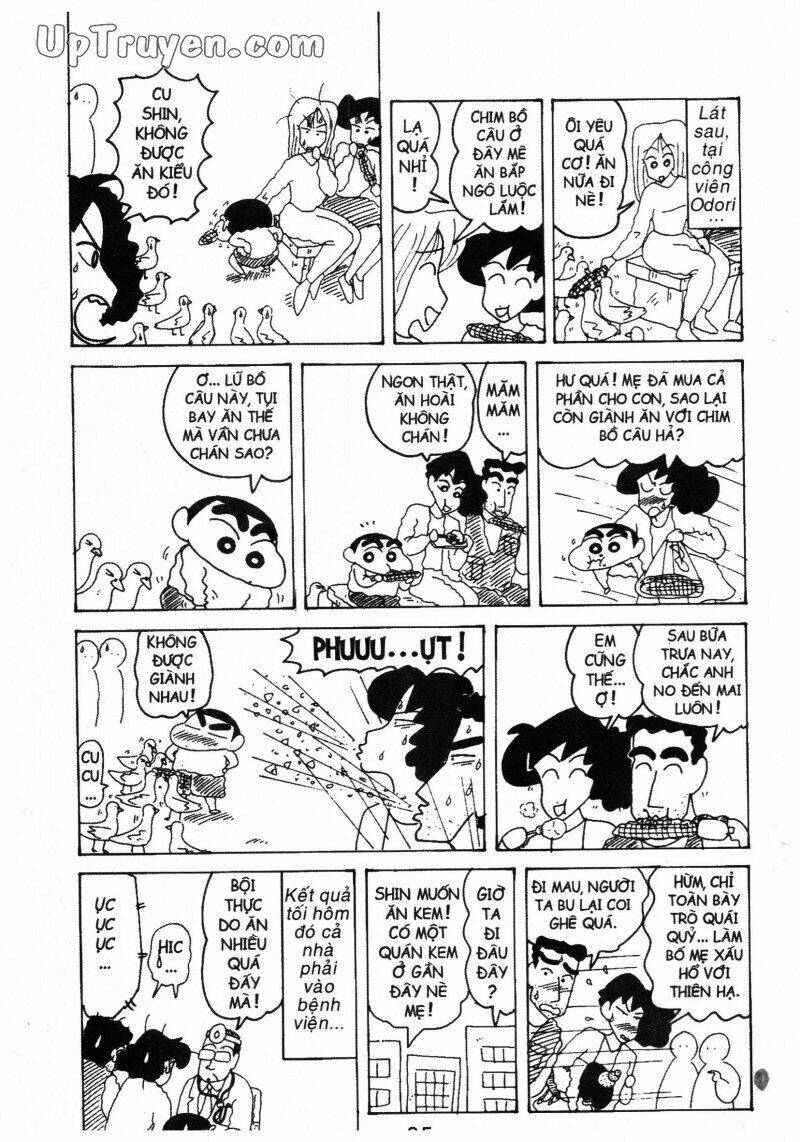 UpTruyen.com
Lát
sau,
tại
công
viên
Odori
...
ÔI YÊU
QUÁ
CƠ! ĂN
NỮA ĐI
NÈ!
CHIM BỒ
CÂU Ở
ĐÂY MÊ
ĂN BẮP
NGÔ LUỘC
LẮM!
LẠ
QUÁ
NHỈ
!
CU
SHIN,
KHÔNG
ĐƯỢC
ĂN KIỂU
ĐÓ!
HƯ QUÁ! MẸ ĐÃ MUA CẢ
PHẦN CHO CON, SAO LẠI
CÒN GIÀNH ĂN VỚI CHIM
BỒ CÂU HẢ?
MĂM
MĂM
...
NGON THẬT,
ĂN HOÀI
KHÔNG
CHÁN!
Ơ... LŨ BỒ
CÂU NÀY, TỤI
BAY ĂN THẾ
MÀ VẪN CHƯA
CHÁN SAO?
SAU BỮA
TRƯA NAY,
CHẮC ANH
NO ĐẾN MAI
LUÔN!
EM
CŨNG
THẾ...
Ợ!
PHUUU...ỤT!
KHÔNG
ĐƯỢC
GIÀNH
NHAU!
CU
CU
...
HỪM, CHỈ
TOÀN BÀY
TRÒ QUÁI
QUỶ... LÀM
BỐ MẸ XẤU
HỔ VỚI
THIÊN HẠ.
ĐI MAU, NGƯỜI
TA BU LẠI COI
GHÊ QUÁ.
GIỜ
TA
ĐI
ĐÂU
ĐÂY
?
SHIN MUỐN
ĂN KEM!
CÓ MỘT
QUÁN KEM
Ở GẦN
ĐÂY NÈ
MẸ!
Kết quả
tối hôm
đó cả
nhà
phải
vào
bệnh
viện...
BỘI
THỰC
DO ĂN
NHIỀU
QUÁ
ĐẤY
MÀ!
HIC
...
ỤC
ỤC
ỤC
...